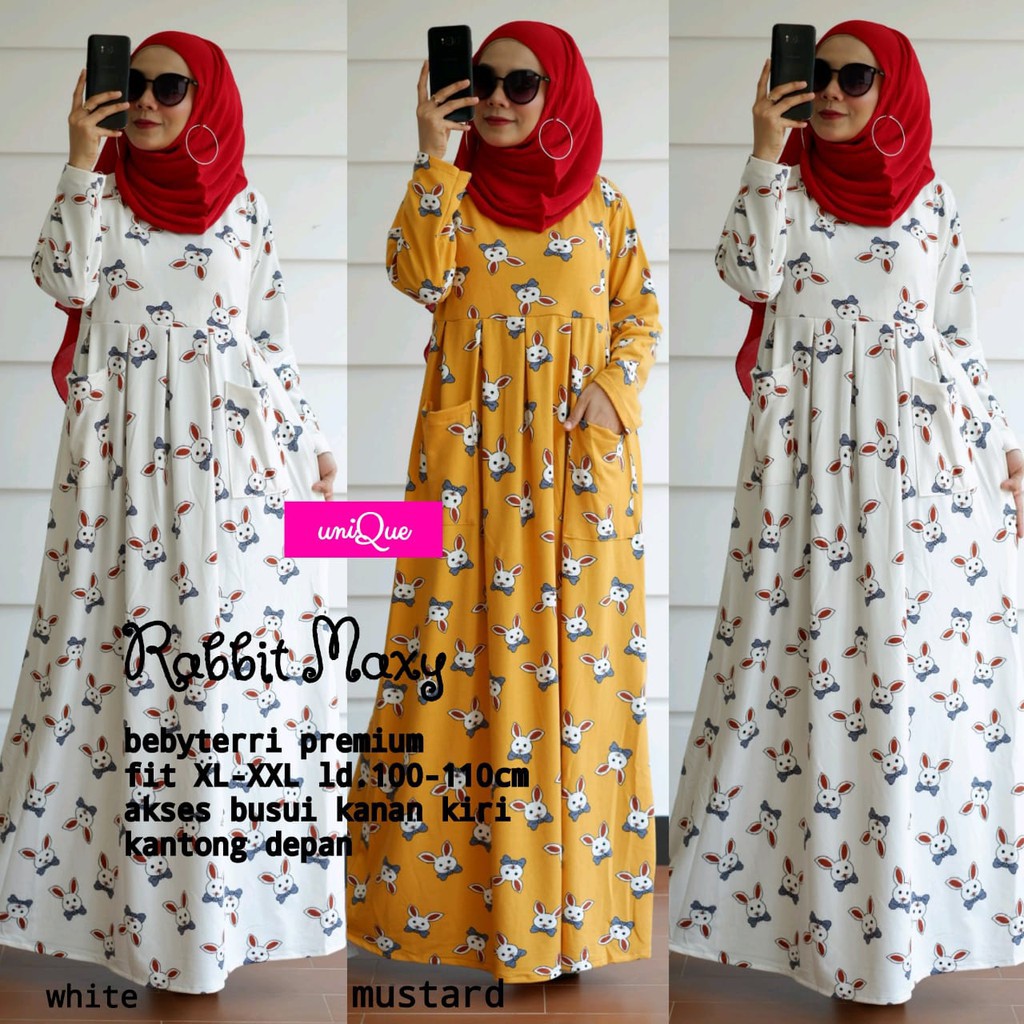 uniQue
Rabbit Maxy
bebyterri premium
fit XL-XXL ld.100-110cm
akses busui kanan kiri
kantong depan
white
mustard